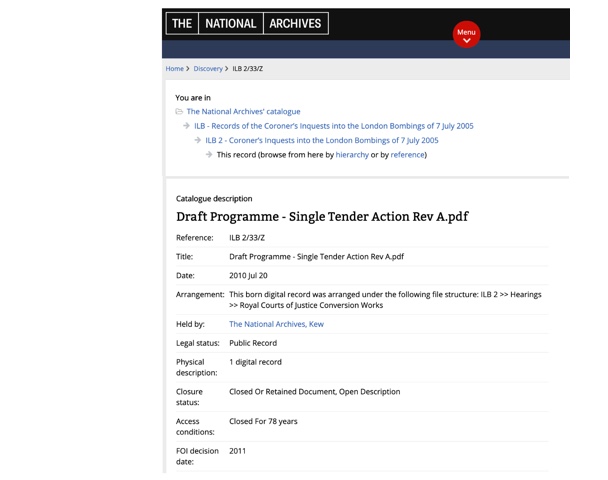 THE NATIONAL ARCHIVES
Menu
Home > Discovery > ILB 2/33/Z
You are in
The National Archives' catalogue
ILB - Records of the Coroner's Inquests into the London Bombings of 7 July 2005
ILB 2 - Coroner's Inquests into the London Bombings of 7 July 2005
This record (browse from here by hierarchy or by reference)
Catalogue description
Draft Programme - Single Tender Action Rev A.pdf
Reference: ILB 2/33/Z
Title: Draft Programme - Single Tender Action Rev A.pdf
Date: 2010 Jul 20
Arrangement: This born digital record was arranged under the following file structure: ILB 2 >> Hearings
>> Royal Courts of Justice Conversion Works
Held by: The National Archives, Kew
Legal status: Public Record
Physical
description: 1 digital record
Closure
status: Closed Or Retained Document, Open Description
Access
conditions: Closed For 78 years
FOI decision
date: 2011